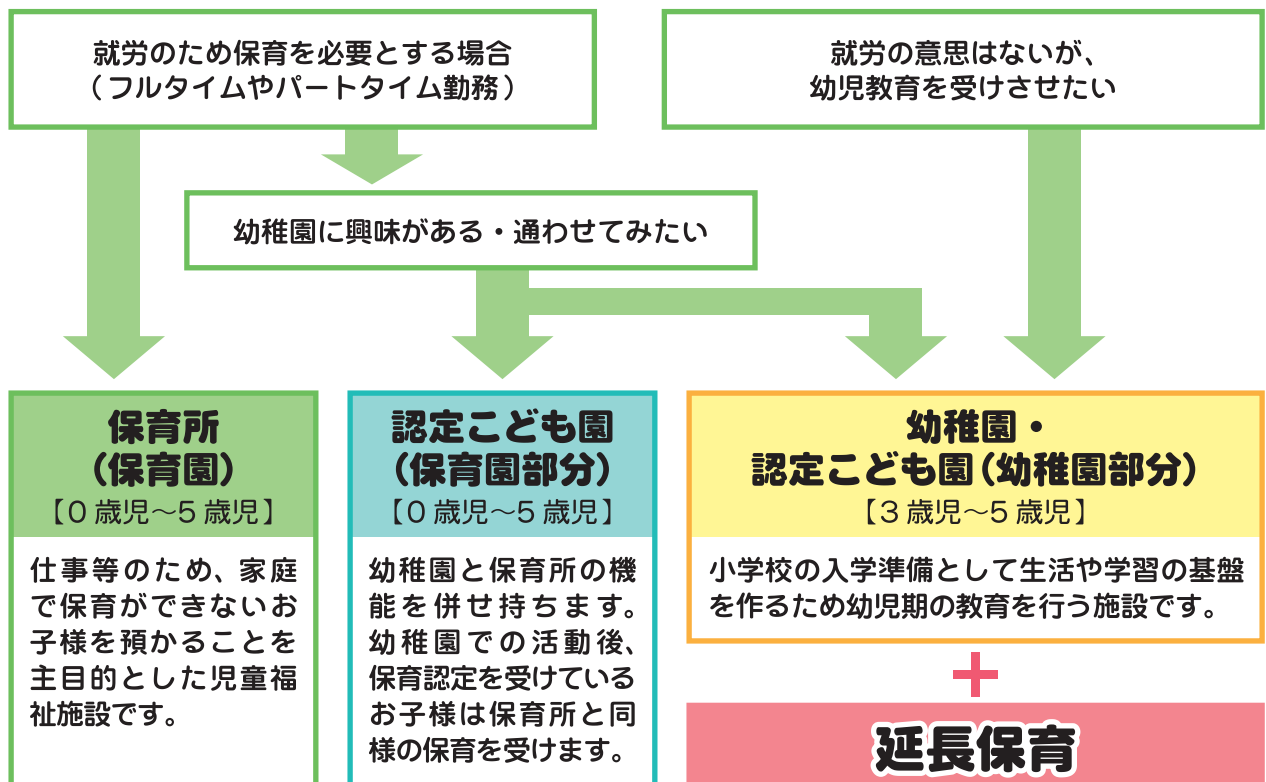 就労のため保育を必要とする場合
(フルタイムやパートタイム勤務)
就労の意思はないが、
幼児教育を受けさせたい
幼稚園に興味がある・通わせてみたい
保育所
(保育園)
【0歳児〜5歳児】
仕事等のため、家庭
で保育ができないお
子様を預かることを
主目的とした児童福
祉施設です。
認定こども園
(保育園部分)
【0歳児〜5歳児】
幼稚園と保育所の機
能を併せ持ちます。
幼稚園での活動後、
保育認定を受けている
お子様は保育所と同
様の保育を受けます。
幼稚園・
認定こども園(幼稚園部分)
【3歳児〜5歳児】
小学校の入学準備として生活や学習の基盤
を作るため幼児期の教育を行う施設です。
+
延長保育